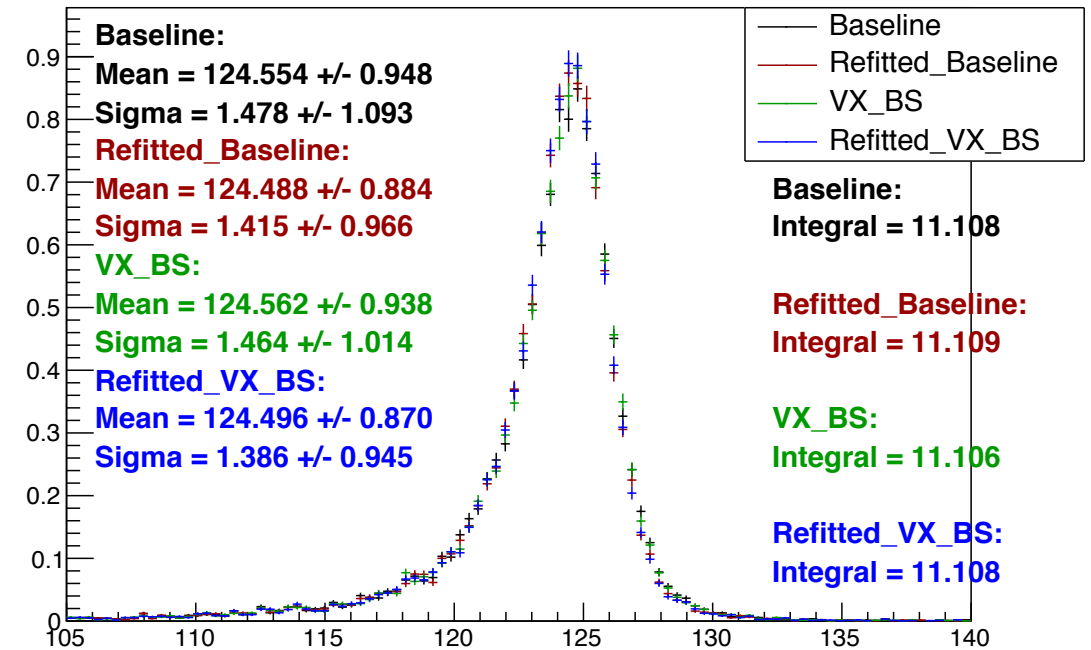 Baseline:
Mean = 124.554 +/- 0.948
Sigma = 1.478 +/- 1.093
Refitted_Baseline:
Mean = 124.488 +/- 0.884
Sigma = 1.415 +/- 0.966
VX_BS:
Mean = 124.562 +/- 0.938
Sigma = 1.464 +/- 1.014
Refitted_VX_BS:
Mean = 124.496 +/- 0.870
Sigma = 1.386 +/- 0.945
Baseline
Refitted_Baseline
VX_BS
Refitted_VX_BS
Baseline:
Integral = 11.108
Refitted_Baseline:
Integral = 11.109
VX_BS:
Integral = 11.106
Refitted_VX_BS:
Integral = 11.108
0.9
0.8
0.7
0.6
0.5
0.4
0.3
0.2
0.1
0
105 110 115 120 125 130 135 140